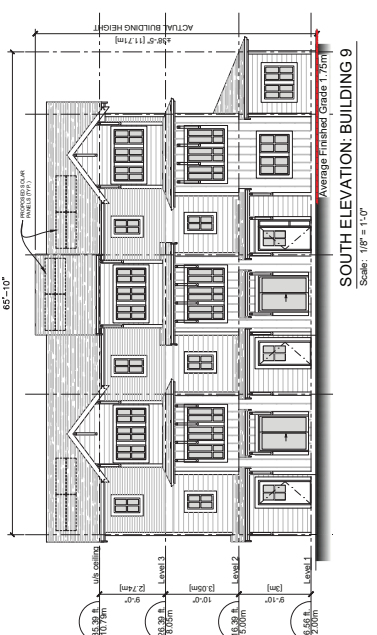 65'-10"
PROPOSED SOLAR
PANELS (TYP.)
ACTUAL BUILDING HEIGHT
±38'-5" [11.71m]
u/s ceiling
35.39 ft.
10.79m
9'-0"
[2.74m]
Level 3
26.39 ft.
8.05m
10'-0"
[3.05m]
Level 2
16.39 ft.
5.00m
9'-10"
[3m]
Level 1
6.56 ft.
2.00m
Average Finished Grade 1.75m
SOUTH ELEVATION: BUILDING 9
Scale: 1/8" = 1'-0"